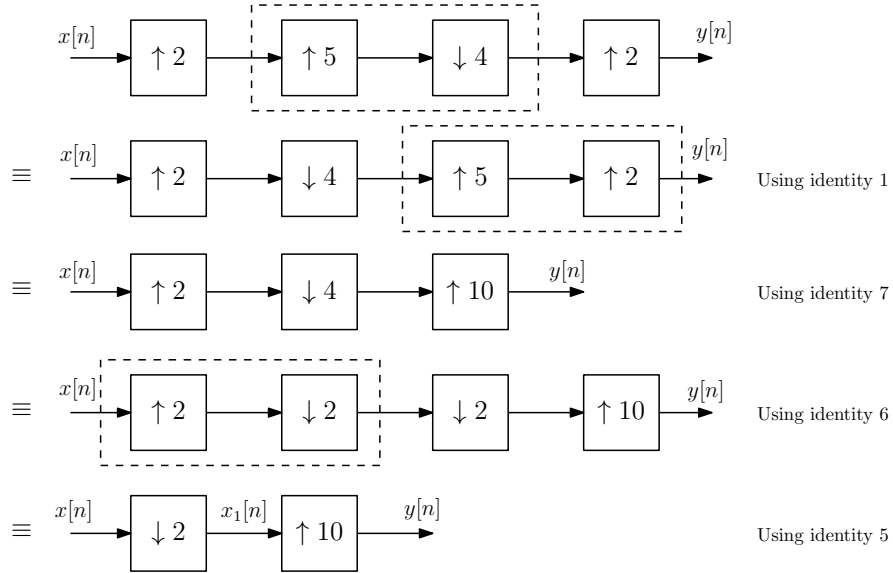 x[n] ↑ 2 ↑ 5 ↓ 4 ↑ 2 y[n]
≡ x[n] ↑ 2 ↓ 4 ↑ 5 ↑ 2 y[n] Using identity 1
≡ x[n] ↑ 2 ↓ 4 ↑ 10 y[n] Using identity 7
≡ x[n] ↑ 2 ↓ 2 ↓ 2 ↑ 10 y[n] Using identity 6
≡ x[n] ↓ 2 x₁[n] ↑ 10 y[n] Using identity 5